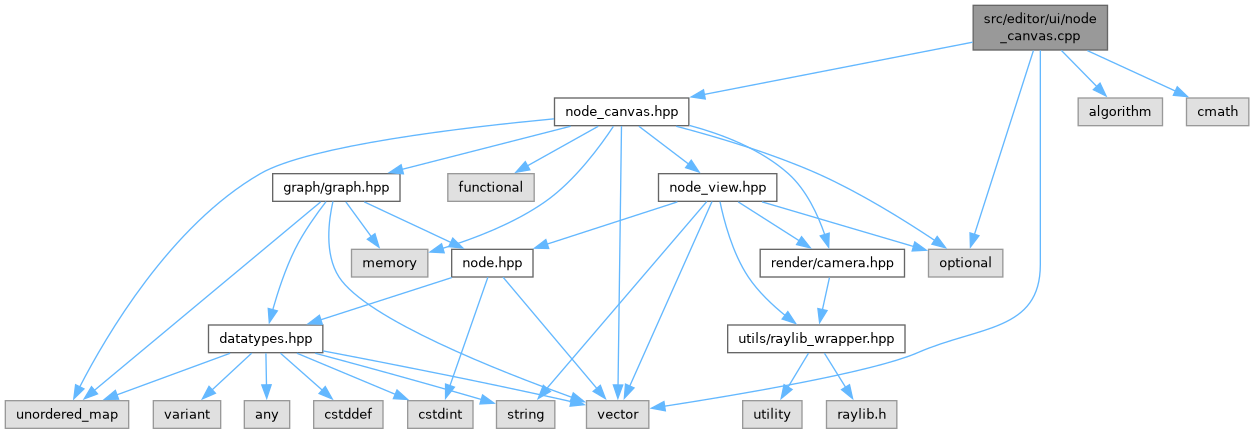 src/editor/ui/node
_canvas.cpp
node_canvas.hpp
algorithm
cmath
graph/graph.hpp
functional
node_view.hpp
memory
node.hpp
render/camera.hpp
optional
datatypes.hpp
utils/raylib_wrapper.hpp
unordered_map
variant
any
cstddef
cstdint
string
vector
utility
raylib.h